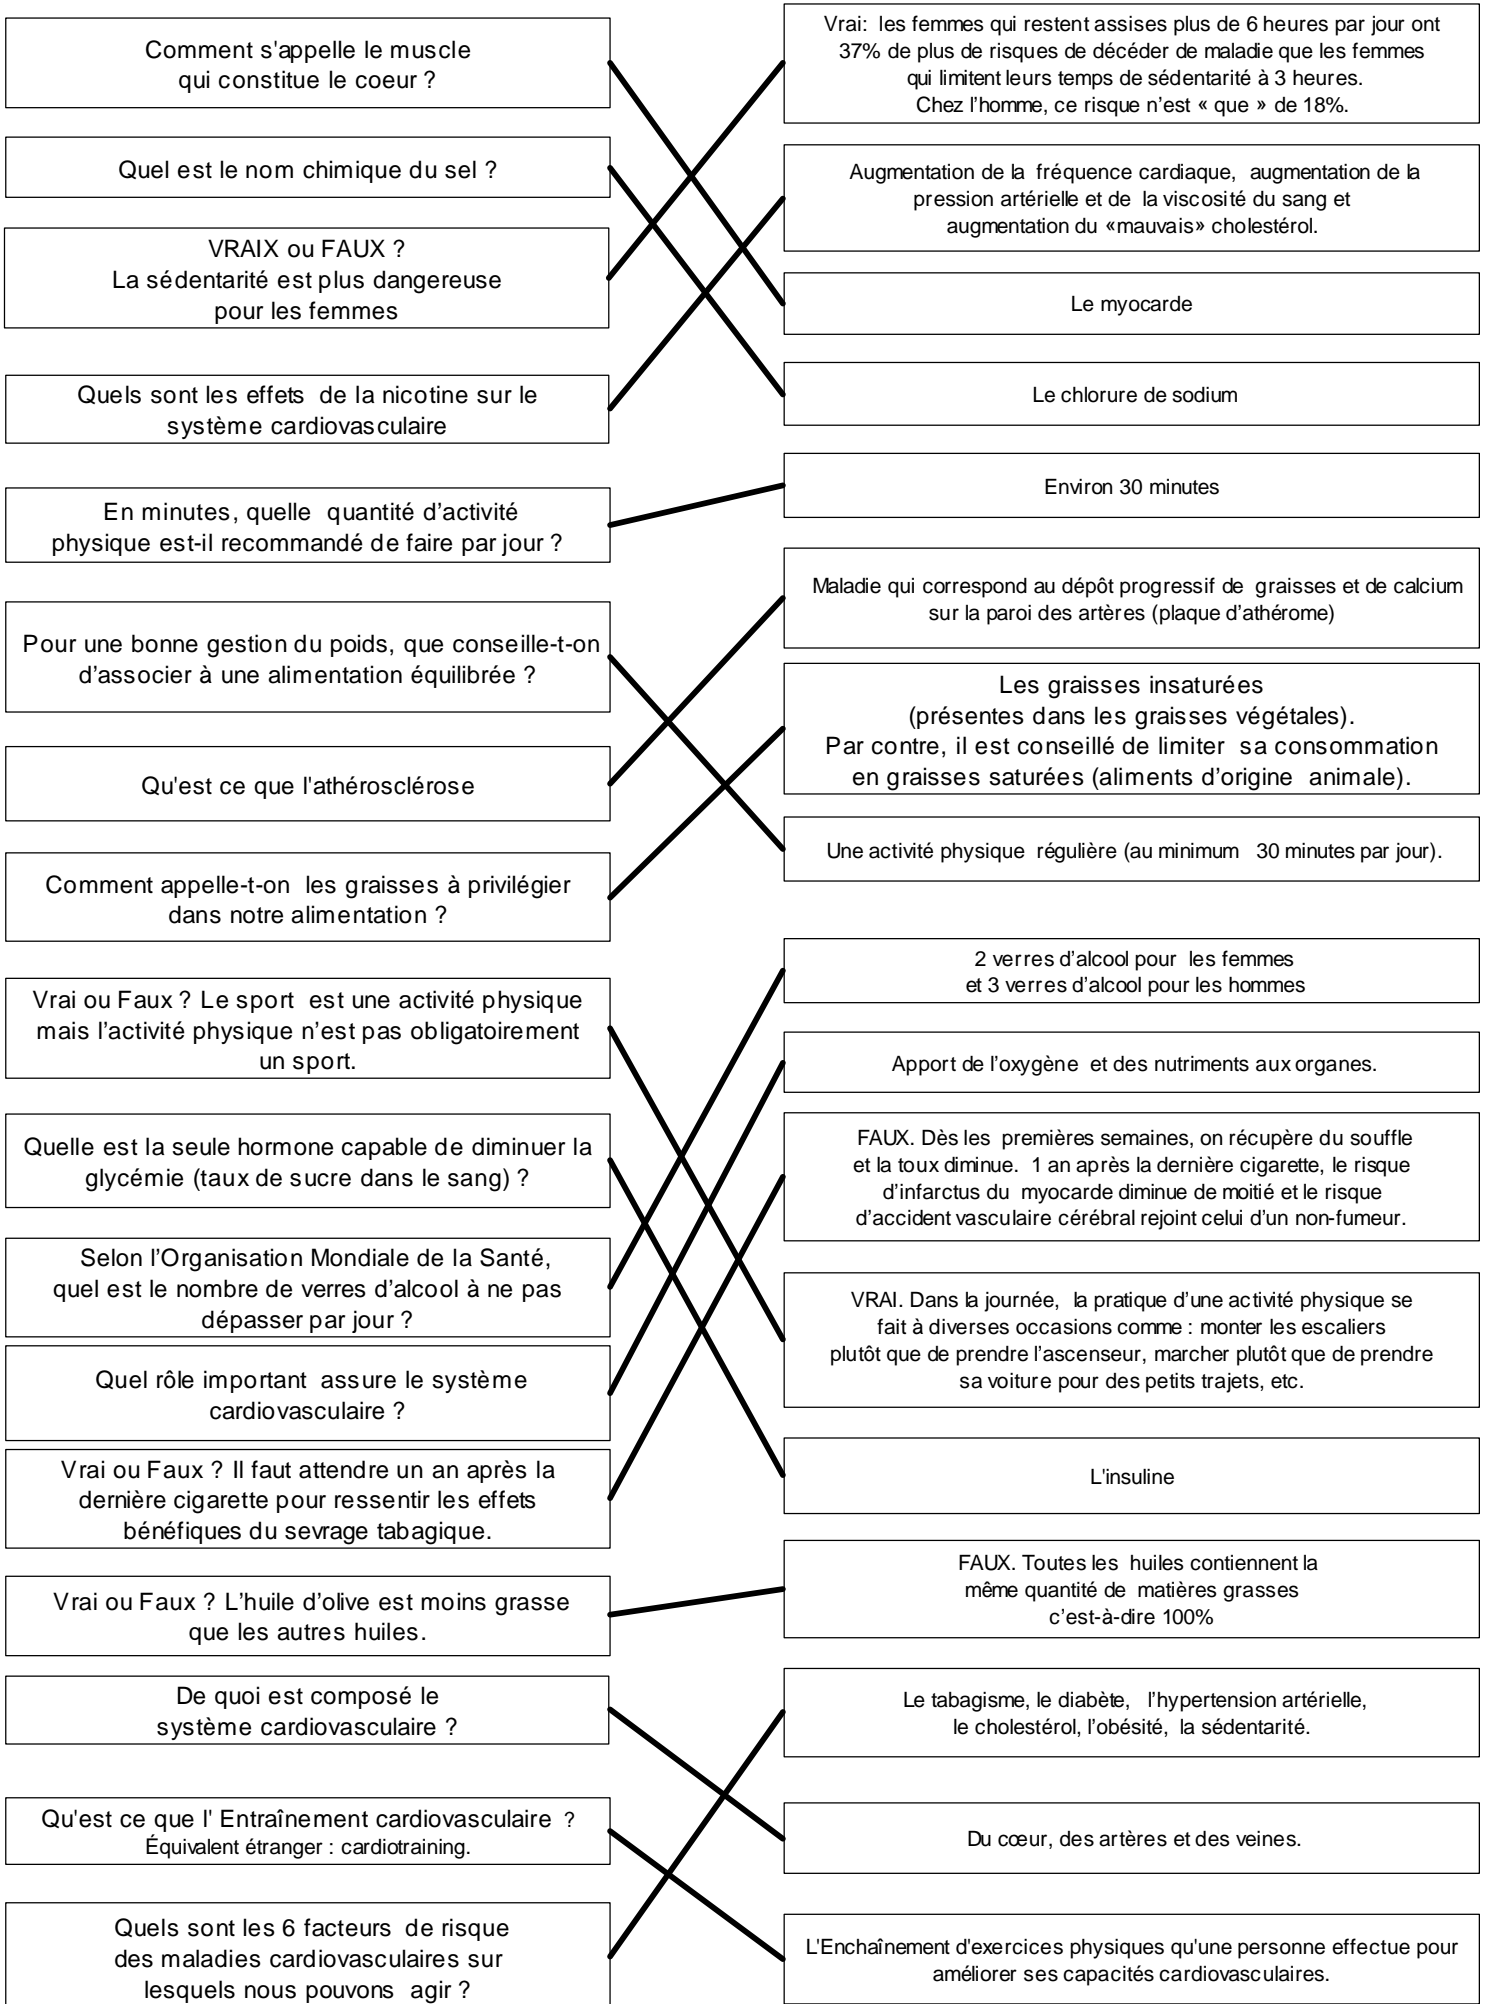 Comment s'appelle le muscle
qui constitue le coeur ?
Quel est le nom chimique du sel ?
VRAIX ou FAUX ?
La sédentarité est plus dangereuse
pour les femmes
Quels sont les effets de la nicotine sur le
système cardiovasculaire
En minutes, quelle quantité d’activité
physique est-il recommandé de faire par jour ?
Pour une bonne gestion du poids, que conseille-t-on
d’associer à une alimentation équilibrée ?
Qu'est ce que l'athérosclérose
Comment appelle-t-on les graisses à privilégier
dans notre alimentation ?
Vrai ou Faux ? Le sport est une activité physique
mais l’activité physique n’est pas obligatoirement
un sport.
Quelle est la seule hormone capable de diminuer la
glycémie (taux de sucre dans le sang) ?
Selon l’Organisation Mondiale de la Santé,
quel est le nombre de verres d’alcool à ne pas
dépasser par jour ?
Quel rôle important assure le système
cardiovasculaire ?
Vrai ou Faux ? Il faut attendre un an après la
dernière cigarette pour ressentir les effets
bénéfiques du sevrage tabagique.
Vrai ou Faux ? L’huile d’olive est moins grasse
que les autres huiles.
De quoi est composé le
système cardiovasculaire ?
Qu'est ce que l' Entraînement cardiovasculaire ?
Équivalent étranger : cardiotraining.
Quels sont les 6 facteurs de risque
des maladies cardiovasculaires sur
lesquels nous pouvons agir ?
Vrai: les femmes qui restent assises plus de 6 heures par jour ont
37% de plus de risques de décéder de maladie que les femmes
qui limitent leurs temps de sédentarité à 3 heures.
Chez l’homme, ce risque n’est « que » de 18%.
Augmentation de la fréquence cardiaque, augmentation de la
pression artérielle et de la viscosité du sang et
augmentation du «mauvais» cholestérol.
Le myocarde
Le chlorure de sodium
Environ 30 minutes
Maladie qui correspond au dépôt progressif de graisses et de calcium
sur la paroi des artères (plaque d’athérome)
Les graisses insaturées
(présentes dans les graisses végétales).
Par contre, il est conseillé de limiter sa consommation
en graisses saturées (aliments d’origine animale).
Une activité physique régulière (au minimum 30 minutes par jour).
2 verres d’alcool pour les femmes
et 3 verres d’alcool pour les hommes
Apport de l’oxygène et des nutriments aux organes.
FAUX. Dès les premières semaines, on récupère du souffle
et la toux diminue. 1 an après la dernière cigarette, le risque
d’infarctus du myocarde diminue de moitié et le risque
d’accident vasculaire cérébral rejoint celui d’un non-fumeur.
VRAI. Dans la journée, la pratique d’une activité physique se
fait à diverses occasions comme : monter les escaliers
plutôt que de prendre l’ascenseur, marcher plutôt que de prendre
sa voiture pour des petits trajets, etc.
L'insuline
FAUX. Toutes les huiles contiennent la
même quantité de matières grasses
c’est-à-dire 100%
Le tabagisme, le diabète, l’hypertension artérielle,
le cholestérol, l’obésité, la sédentarité.
Du cœur, des artères et des veines.
L'Enchaînement d'exercices physiques qu'une personne effectue pour
améliorer ses capacités cardiovasculaires.